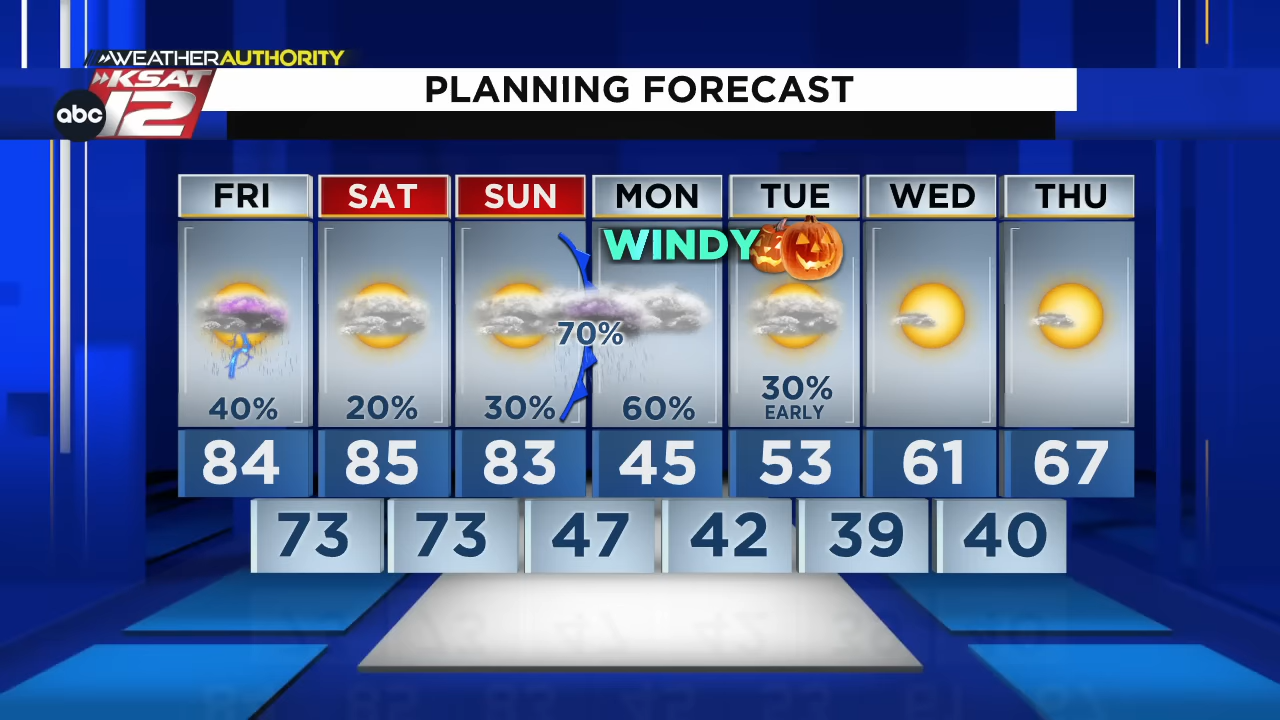 WEATHERAUTHORITY
KSAT
abc 12
PLANNING FORECAST
FRI SAT SUN MON TUE WED THU
WINDY
70%
40% 20% 30% 60% 30%
EARLY
84 85 83 45 53 61 67
73 73 47 42 39 40